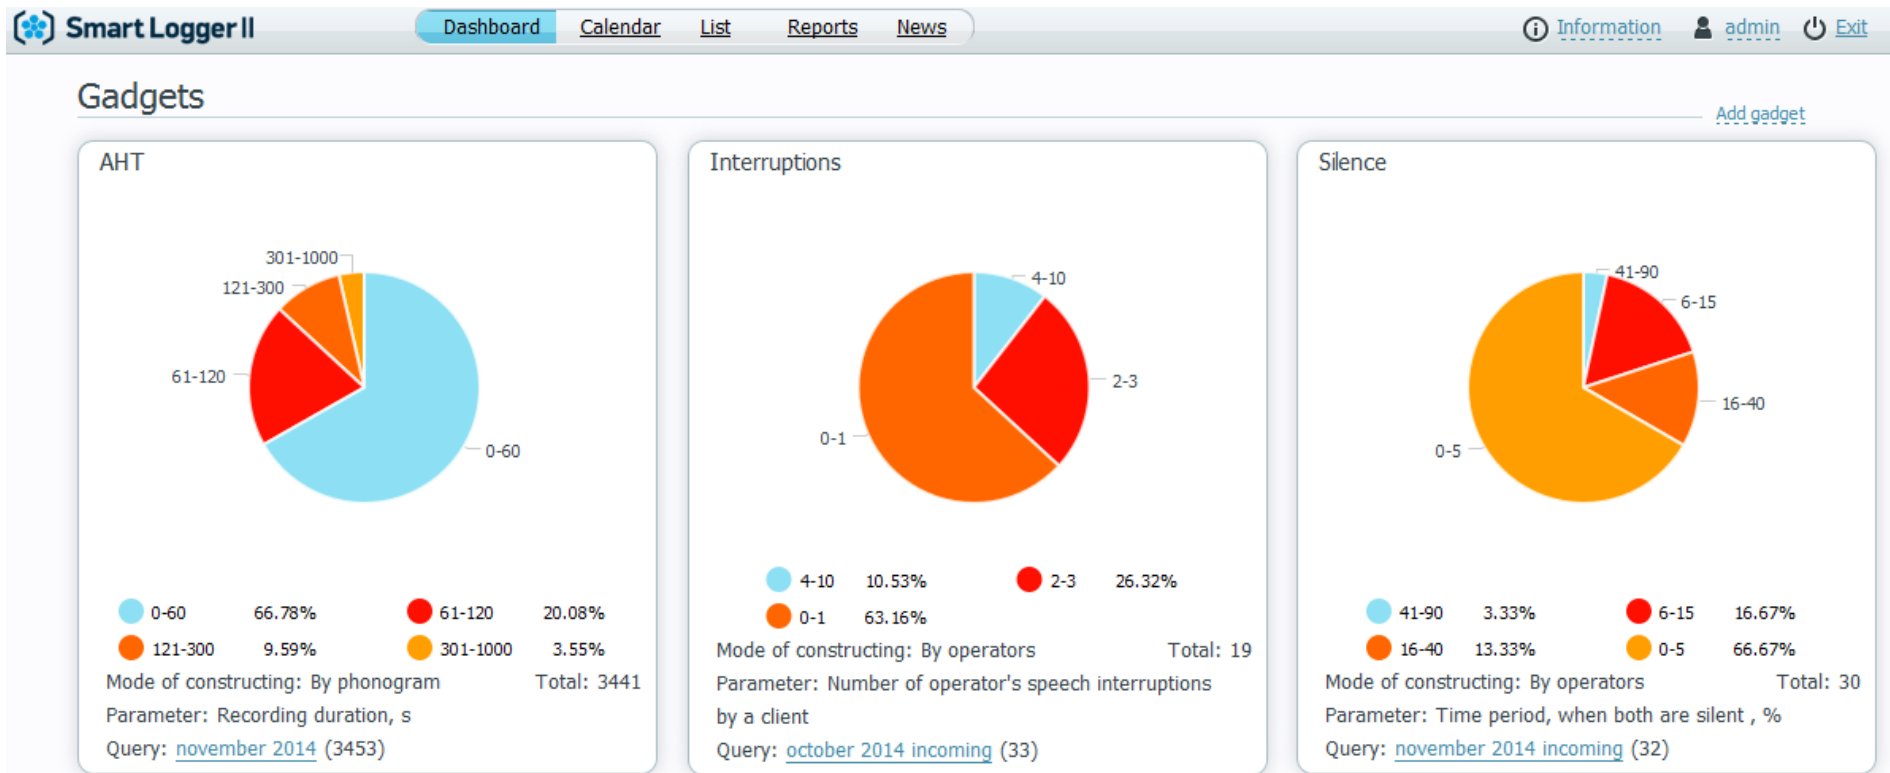 Smart Logger II
Dashboard Calendar List Reports News
Information admin Exit
Gadgets
Add gadget
AHT
301-1000
121-300
61-120
0-60
0-60 66.78% 61-120 20.08%
121-300 9.59% 301-1000 3.55%
Mode of constructing: By phonogram Total: 3441
Parameter: Recording duration, s
Query: november 2014 (3453)
Interruptions
4-10
2-3
0-1
4-10 10.53% 2-3 26.32%
0-1 63.16%
Mode of constructing: By operators Total: 19
Parameter: Number of operator's speech interruptions
by a client
Query: october 2014 incoming (33)
Silence
41-90
6-15
16-40
0-5
41-90 3.33% 6-15 16.67%
16-40 13.33% 0-5 66.67%
Mode of constructing: By operators Total: 30
Parameter: Time period, when both are silent , %
Query: november 2014 incoming (32)